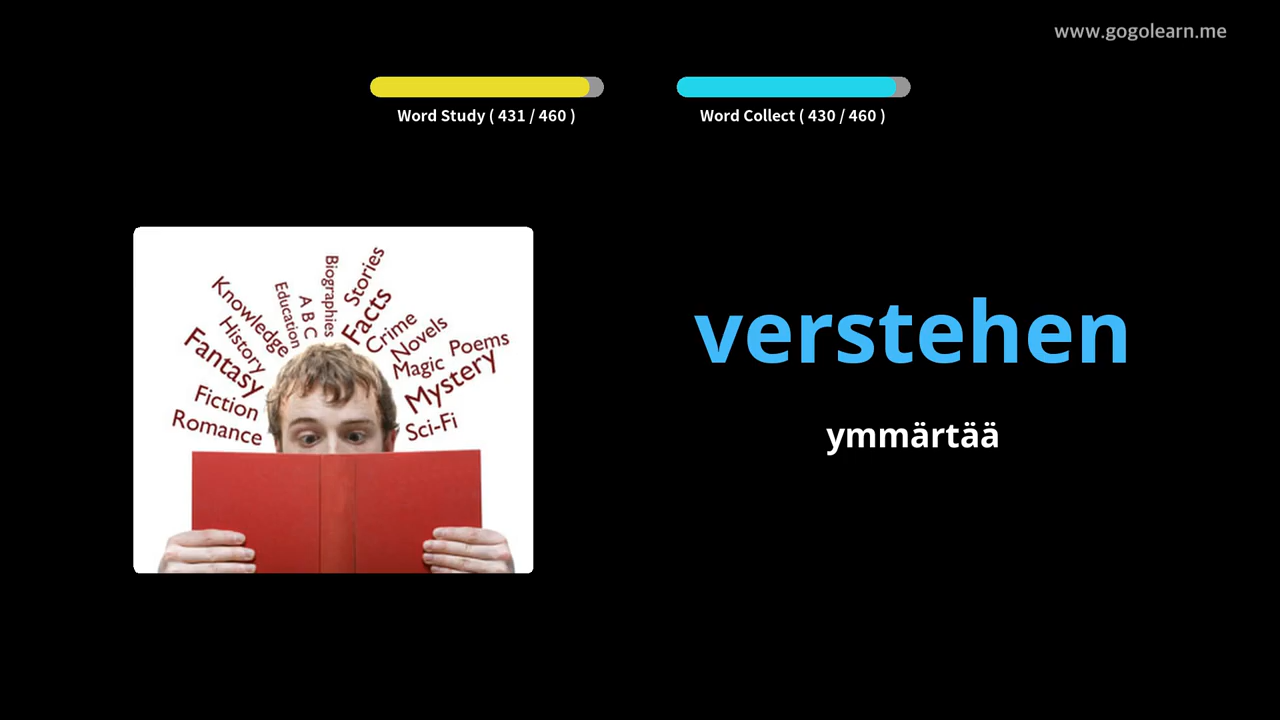 www.gogolearn.me
Word Study ( 431 / 460 )
Word Collect ( 430 / 460 )
Biographies
Stories
Education
A B C
Facts
Knowledge
Crime
History
Novels
Fantasy
Magic
Poems
Fiction
Mystery
Romance
Sci-Fi
verstehen
ymmärtää